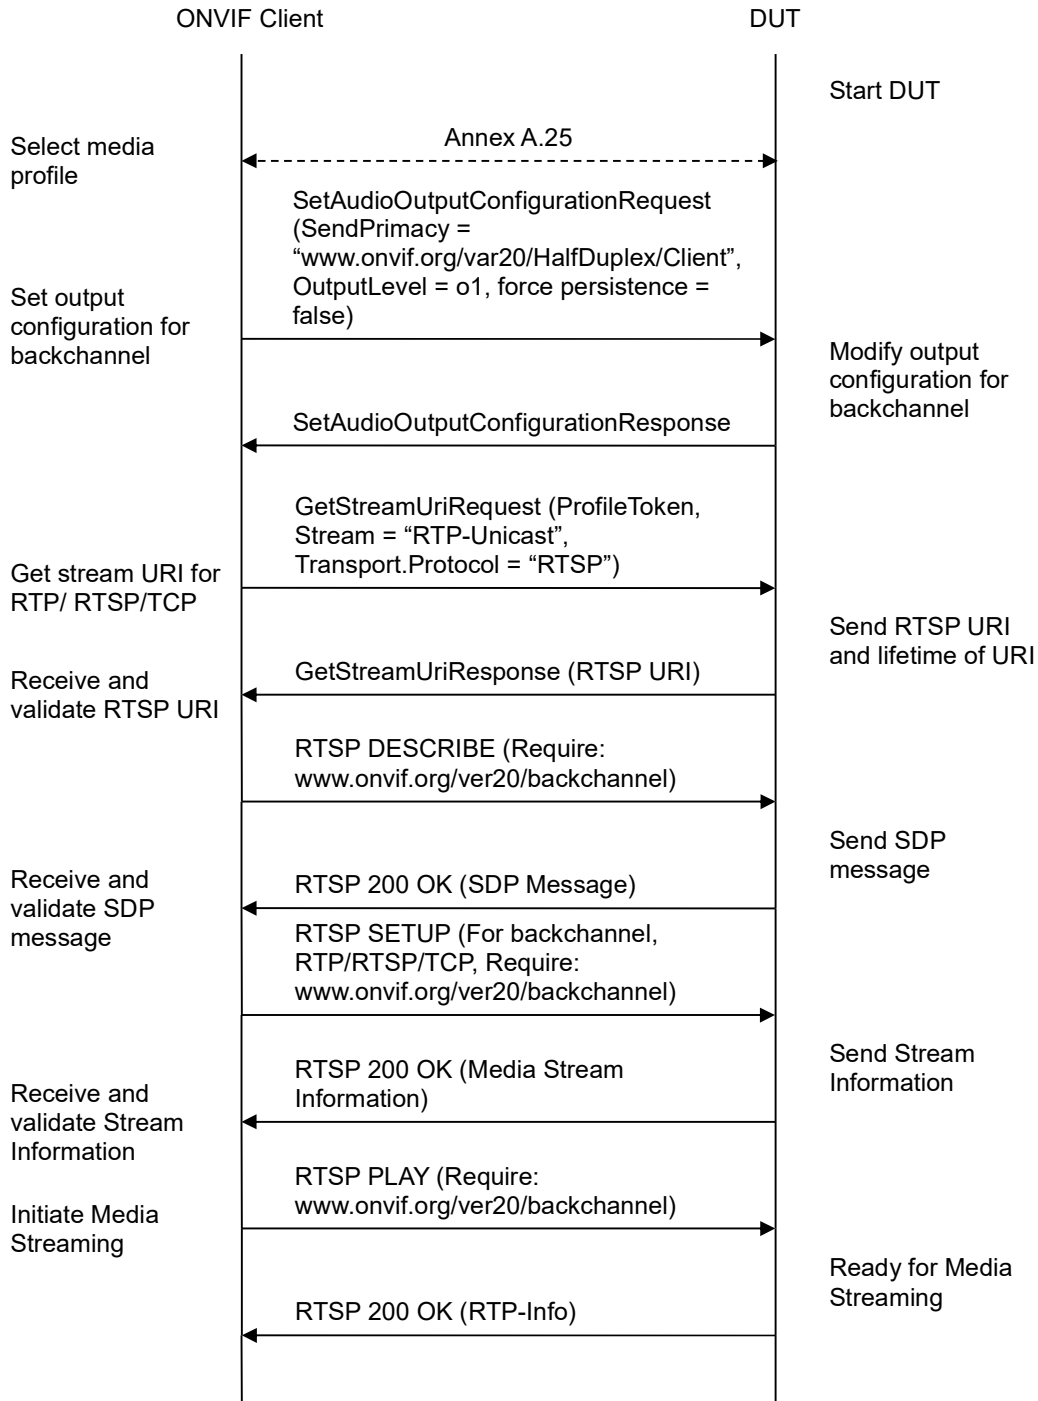 ONVIF Client
DUT
Start DUT
Annex A.25
Select media
profile
SetAudioOutputConfigurationRequest
(SendPrimacy =
“www.onvif.org/var20/HalfDuplex/Client”,
OutputLevel = o1, force persistence =
false)
Set output
configuration for
backchannel
Modify output
configuration for
backchannel
SetAudioOutputConfigurationResponse
GetStreamUriRequest (ProfileToken,
Stream = “RTP-Unicast”,
Transport.Protocol = “RTSP”)
Get stream URI for
RTP/ RTSP/TCP
Send RTSP URI
and lifetime of URI
GetStreamUriResponse (RTSP URI)
Receive and
validate RTSP URI
RTSP DESCRIBE (Require:
www.onvif.org/ver20/backchannel)
Send SDP
message
RTSP 200 OK (SDP Message)
Receive and
validate SDP
message
RTSP SETUP (For backchannel,
RTP/RTSP/TCP, Require:
www.onvif.org/ver20/backchannel)
Send Stream
Information
RTSP 200 OK (Media Stream
Information)
Receive and
validate Stream
Information
RTSP PLAY (Require:
www.onvif.org/ver20/backchannel)
Initiate Media
Streaming
Ready for Media
Streaming
RTSP 200 OK (RTP-Info)